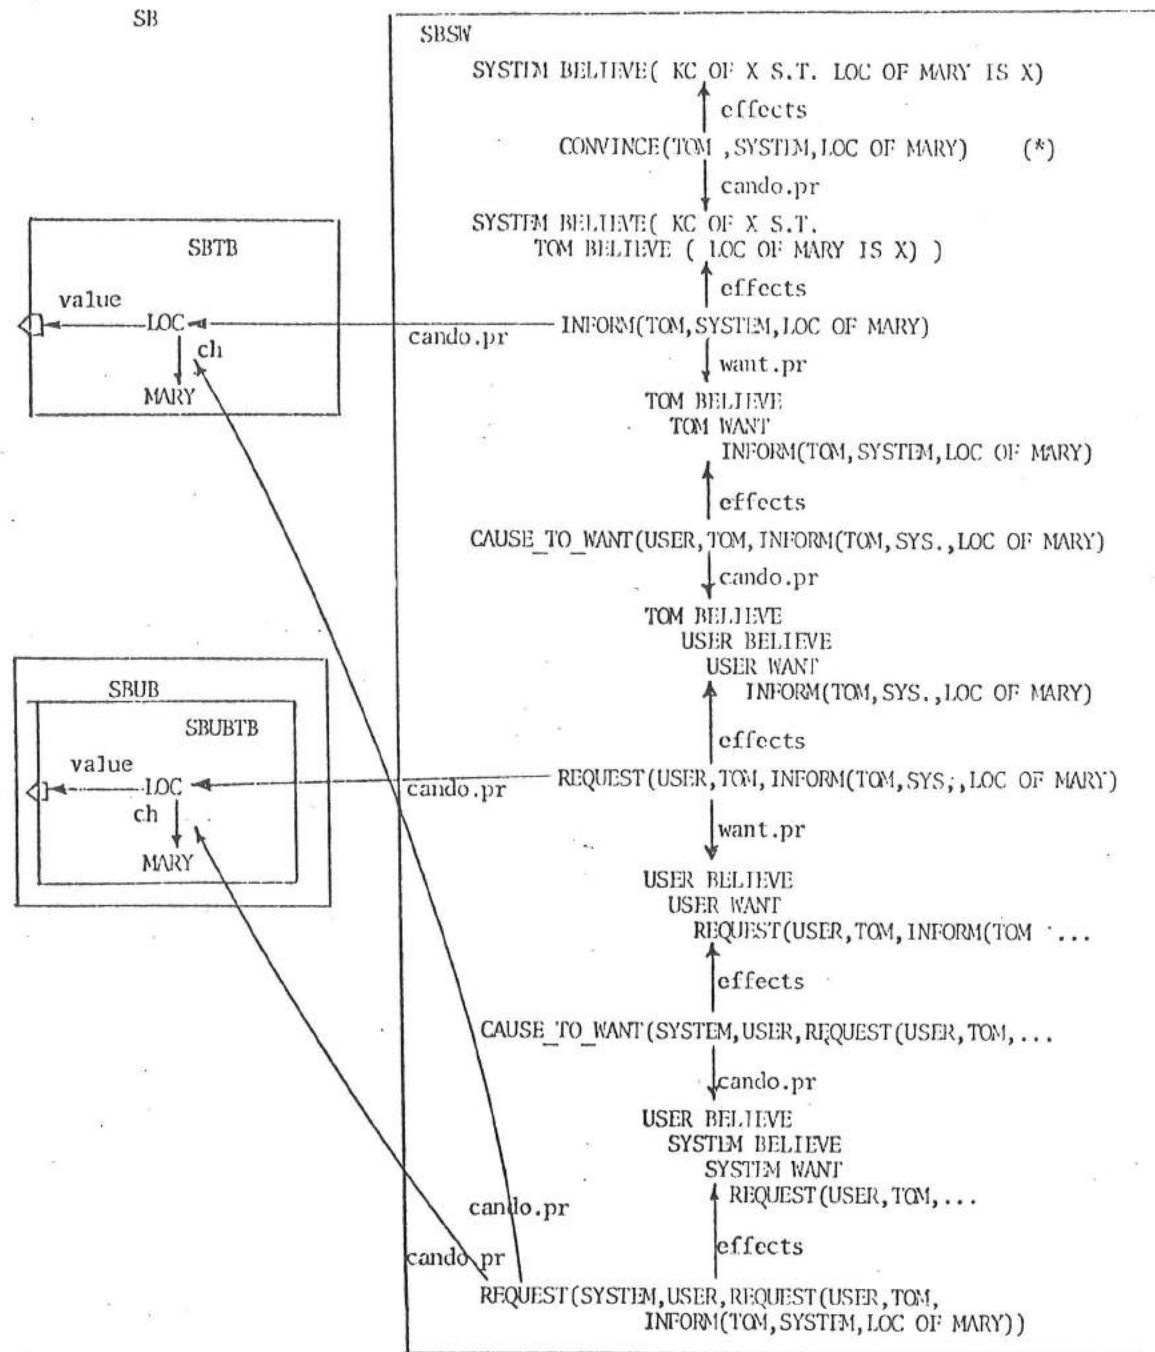 SB
SBSW
SYSTEM BELIEVE( KC OF X S.T. LOC OF MARY IS X)
effects
CONVINCE(TOM ,SYSTEM,LOC OF MARY) (*)
cando.pr
SYSTEM BELIEVE( KC OF X S.T.
TOM BELIEVE ( LOC OF MARY IS X) )
effects
SBTB
value
LOC
cando.pr
INFORM(TOM,SYSTEM,LOC OF MARY)
ch
want.pr
MARY
TOM BELIEVE
TOM WANT
INFORM(TOM,SYSTEM,LOC OF MARY)
effects
CAUSE_TO_WANT(USER,TOM,INFORM(TOM,SYS.,LOC OF MARY)
cando.pr
TOM BELIEVE
USER BELIEVE
USER WANT
INFORM(TOM,SYS.,LOC OF MARY)
effects
SBUB
SBUBTB
value
LOC
cando.pr
REQUEST(USER,TOM,INFORM(TOM,SYS;,LOC OF MARY)
ch
want.pr
MARY
USER BELIEVE
USER WANT
REQUEST(USER,TOM,INFORM(TOM ...
effects
CAUSE_TO_WANT(SYSTEM,USER,REQUEST(USER,TOM,...
cando.pr
USER BELIEVE
SYSTEM BELIEVE
SYSTEM WANT
REQUEST(USER,TOM,...
cando.pr
effects
cando pr
REQUEST(SYSTEM,USER,REQUEST(USER,TOM,
INFORM(TOM,SYSTEM,LOC OF MARY))